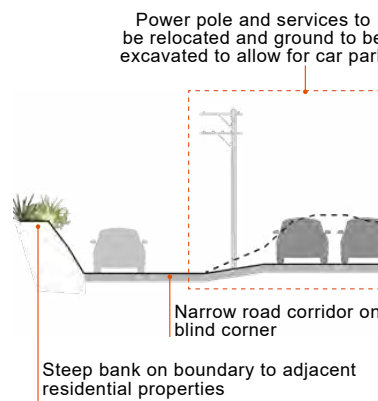 Power pole and services to
be relocated and ground to be
excavated to allow for car park
Narrow road corridor on
blind corner
Steep bank on boundary to adjacent
residential properties